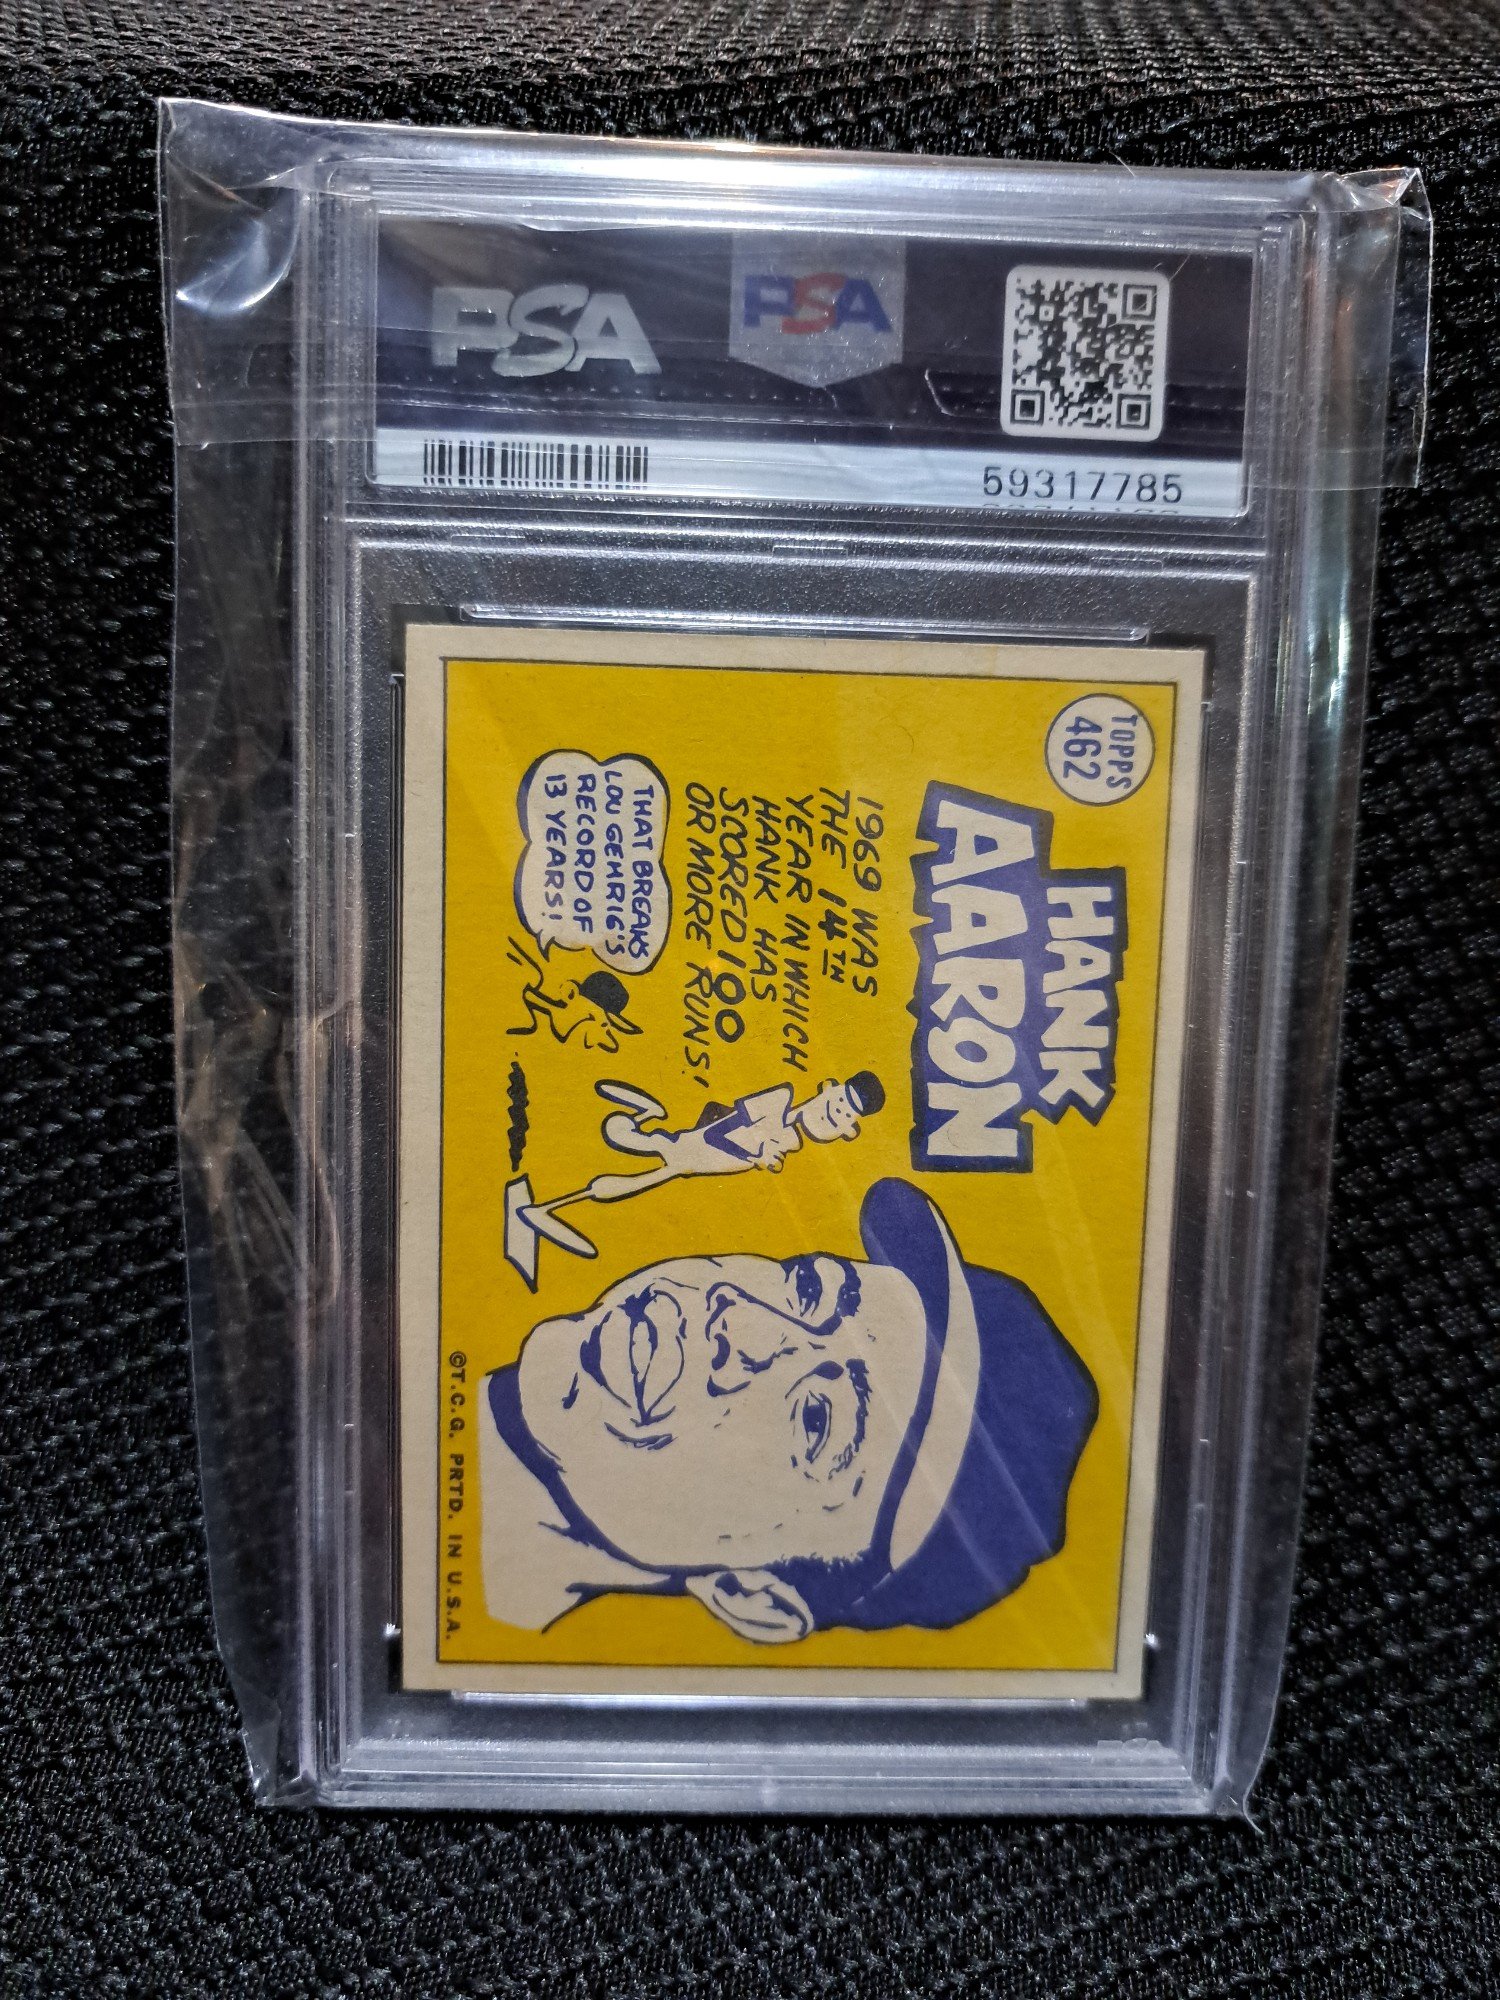 PSA
PSA
59317785
TOPPS
462
HANK
AARON
1969 WAS
THE 14TH
YEAR IN WHICH
HANK HAS
SCORED 100
OR MORE RUNS!
THAT BREAKS
LOU GEHRIG'S
RECORD OF
13 YEARS!
©T.C.G. PRTD. IN U.S.A.